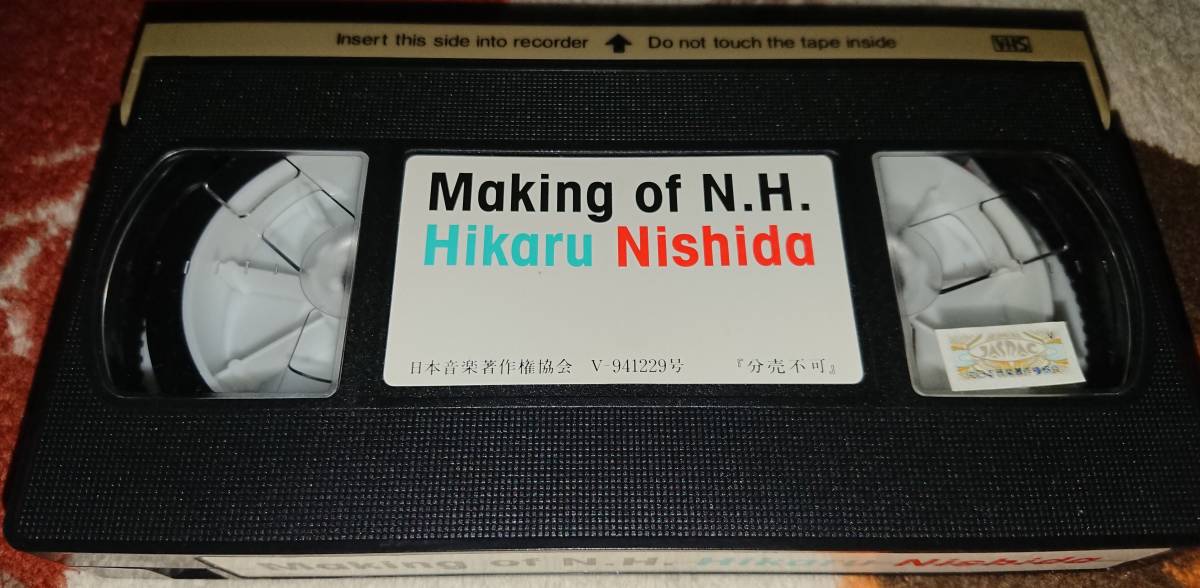 Insert this side into recorder Do not touch the tape inside VHS
Making of N.H.
Hikaru Nishida
日本音楽著作権協会 V-941229号 『分売不可』
JASRAC
Making of N.H. Hikaru Nishida